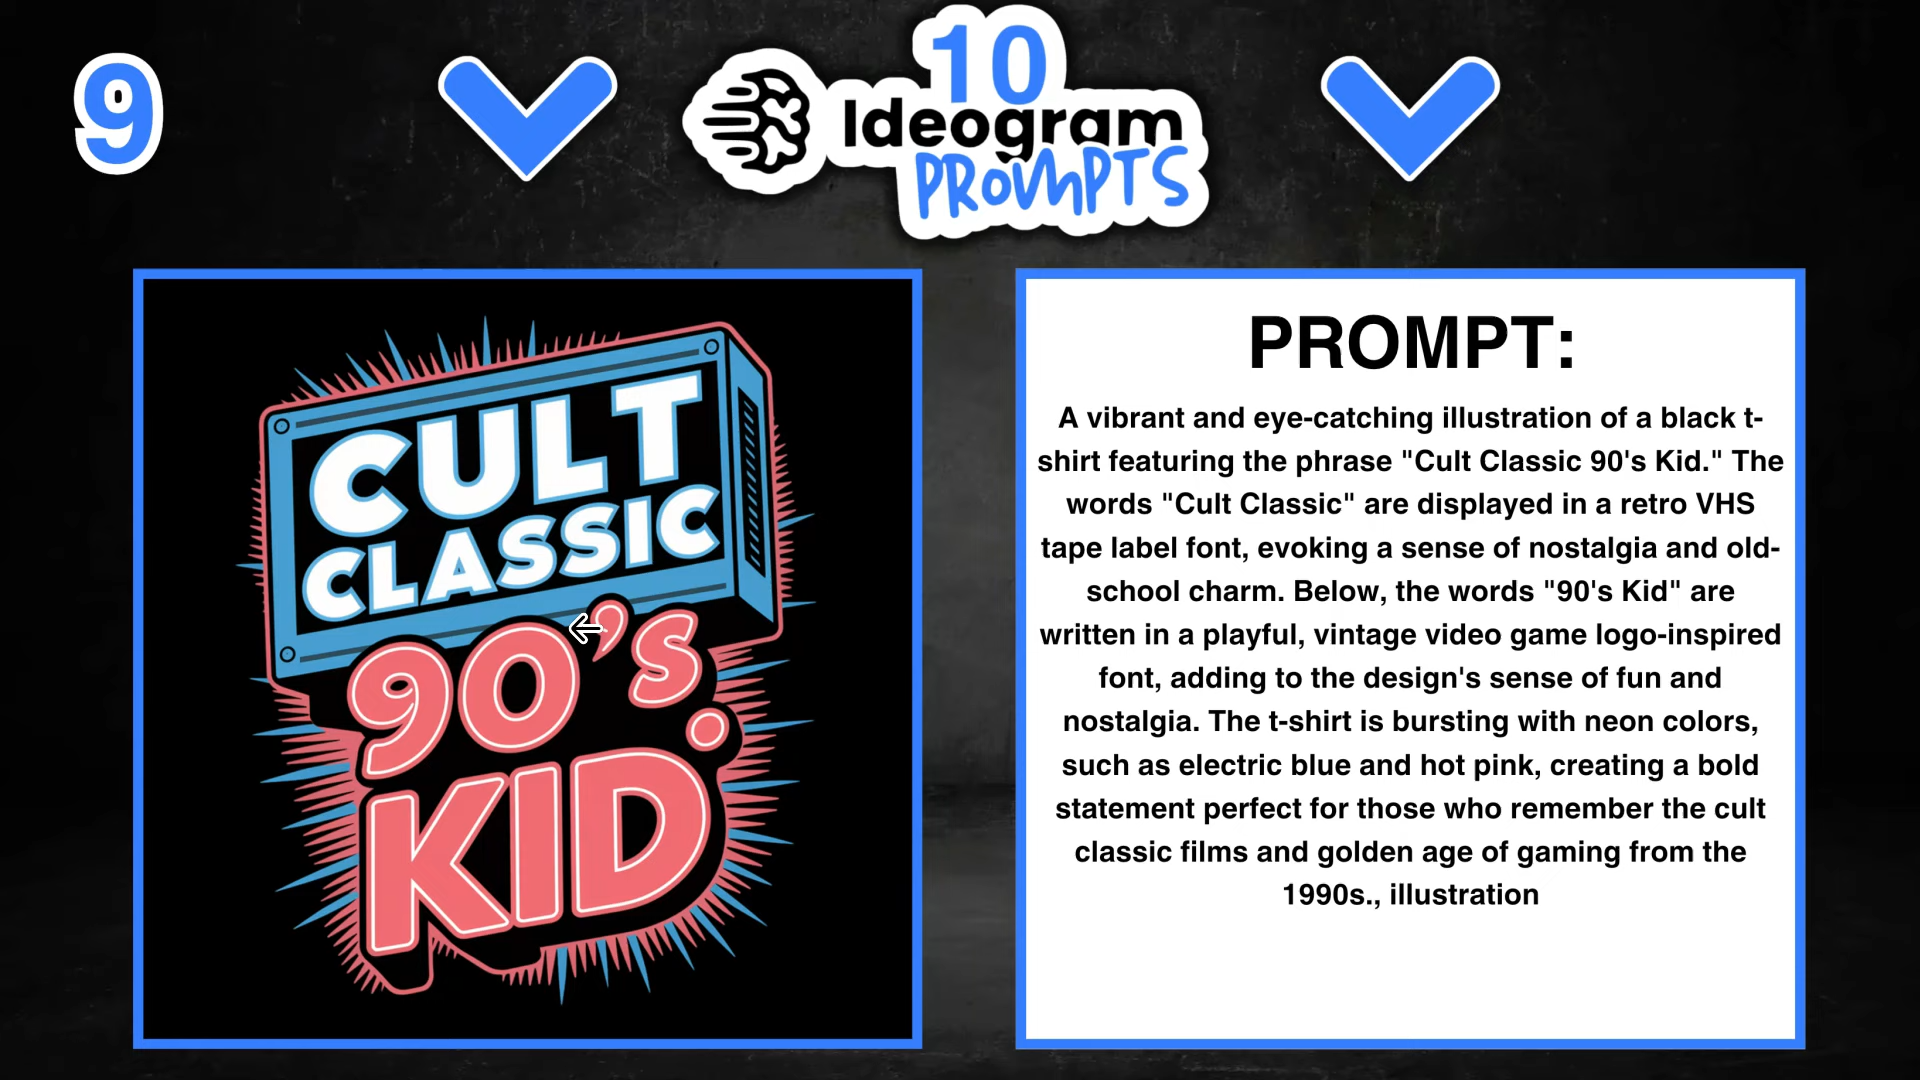 9
10
Ideogram
PROMPTS
CULT
CLASSIC
90's
KID
PROMPT:
A vibrant and eye-catching illustration of a black t-
shirt featuring the phrase "Cult Classic 90's Kid." The
words "Cult Classic" are displayed in a retro VHS
tape label font, evoking a sense of nostalgia and old-
school charm. Below, the words "90's Kid" are
written in a playful, vintage video game logo-inspired
font, adding to the design's sense of fun and
nostalgia. The t-shirt is bursting with neon colors,
such as electric blue and hot pink, creating a bold
statement perfect for those who remember the cult
classic films and golden age of gaming from the
1990s., illustration